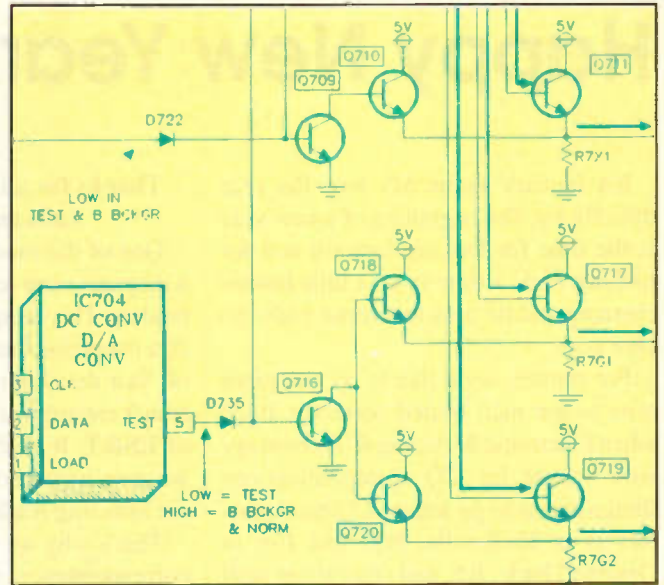 5V
5V
Q710
Q711
Q709
D722
R7Y1
LOW IN
TEST & B BCKGR
5V
5V
Q718
Q717
IC704
DC CONV
D/A
CONV
R7G1
3 CLK
D735
Q716
2 DATA
TEST 5
5V
5V
1 LOAD
LOW = TEST
HIGH = B BCKGR
& NORM
Q719
Q720
R7G2